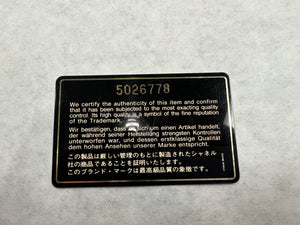 5026778
We certify the authenticity of this item and confirm
that it has been subjected to the most exacting quality
control. Its high quality is a symbol of the fine reputation
of the Trademark.
Wir bestätigen, dass es sich um einen Artikel handelt,
der während seiner Herstellung strengsten Kontrollen
unterworfen war, und dessen erstklassige Qualität
dem hohen Ansehen unserer Marke entspricht.
この製品は厳しい管理のもとに製造されたシャネル
社の製品であることを証明いたします。
このブランド・マークは最高級品質の象徴です。